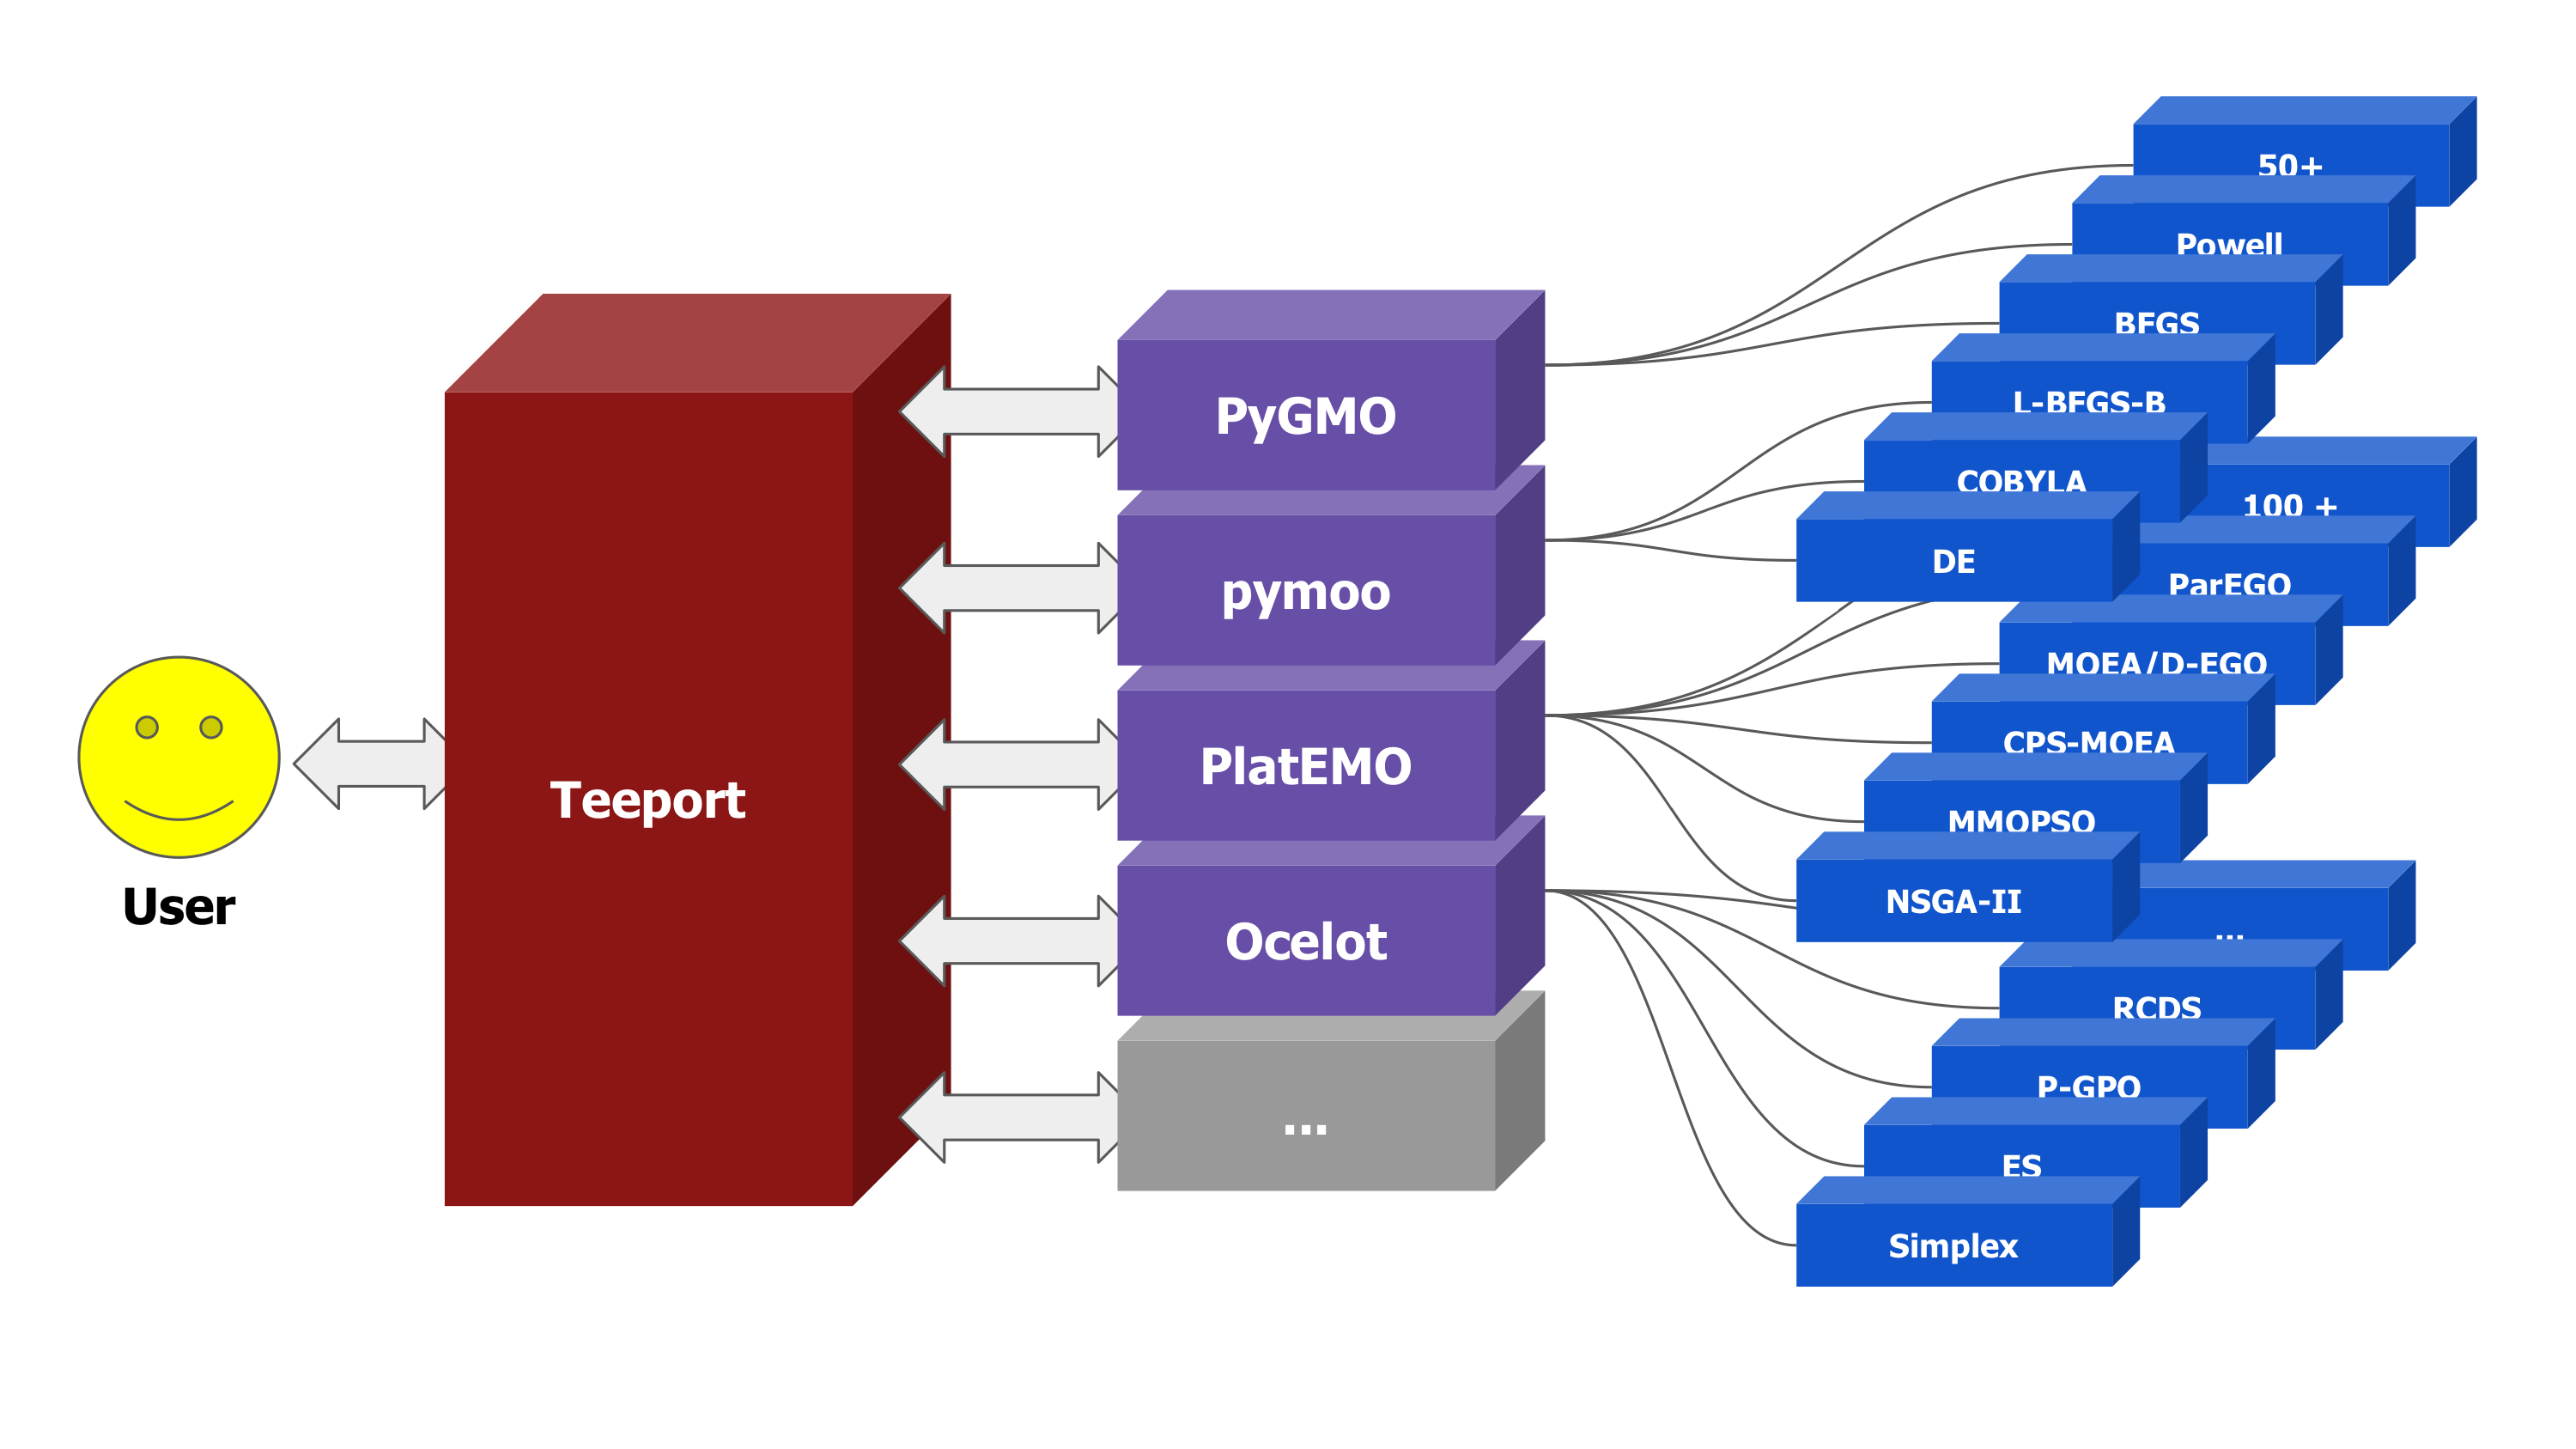 User
Teeport
PyGMO
pymoo
PlatEMO
Ocelot
...
50+
Powell
BFGS
L-BFGS-B
COBYLA
DE
100 +
ParEGO
MOEA/D-EGO
CPS-MOEA
MMOPSO
NSGA-II
...
RCDS
P-GPO
ES
Simplex